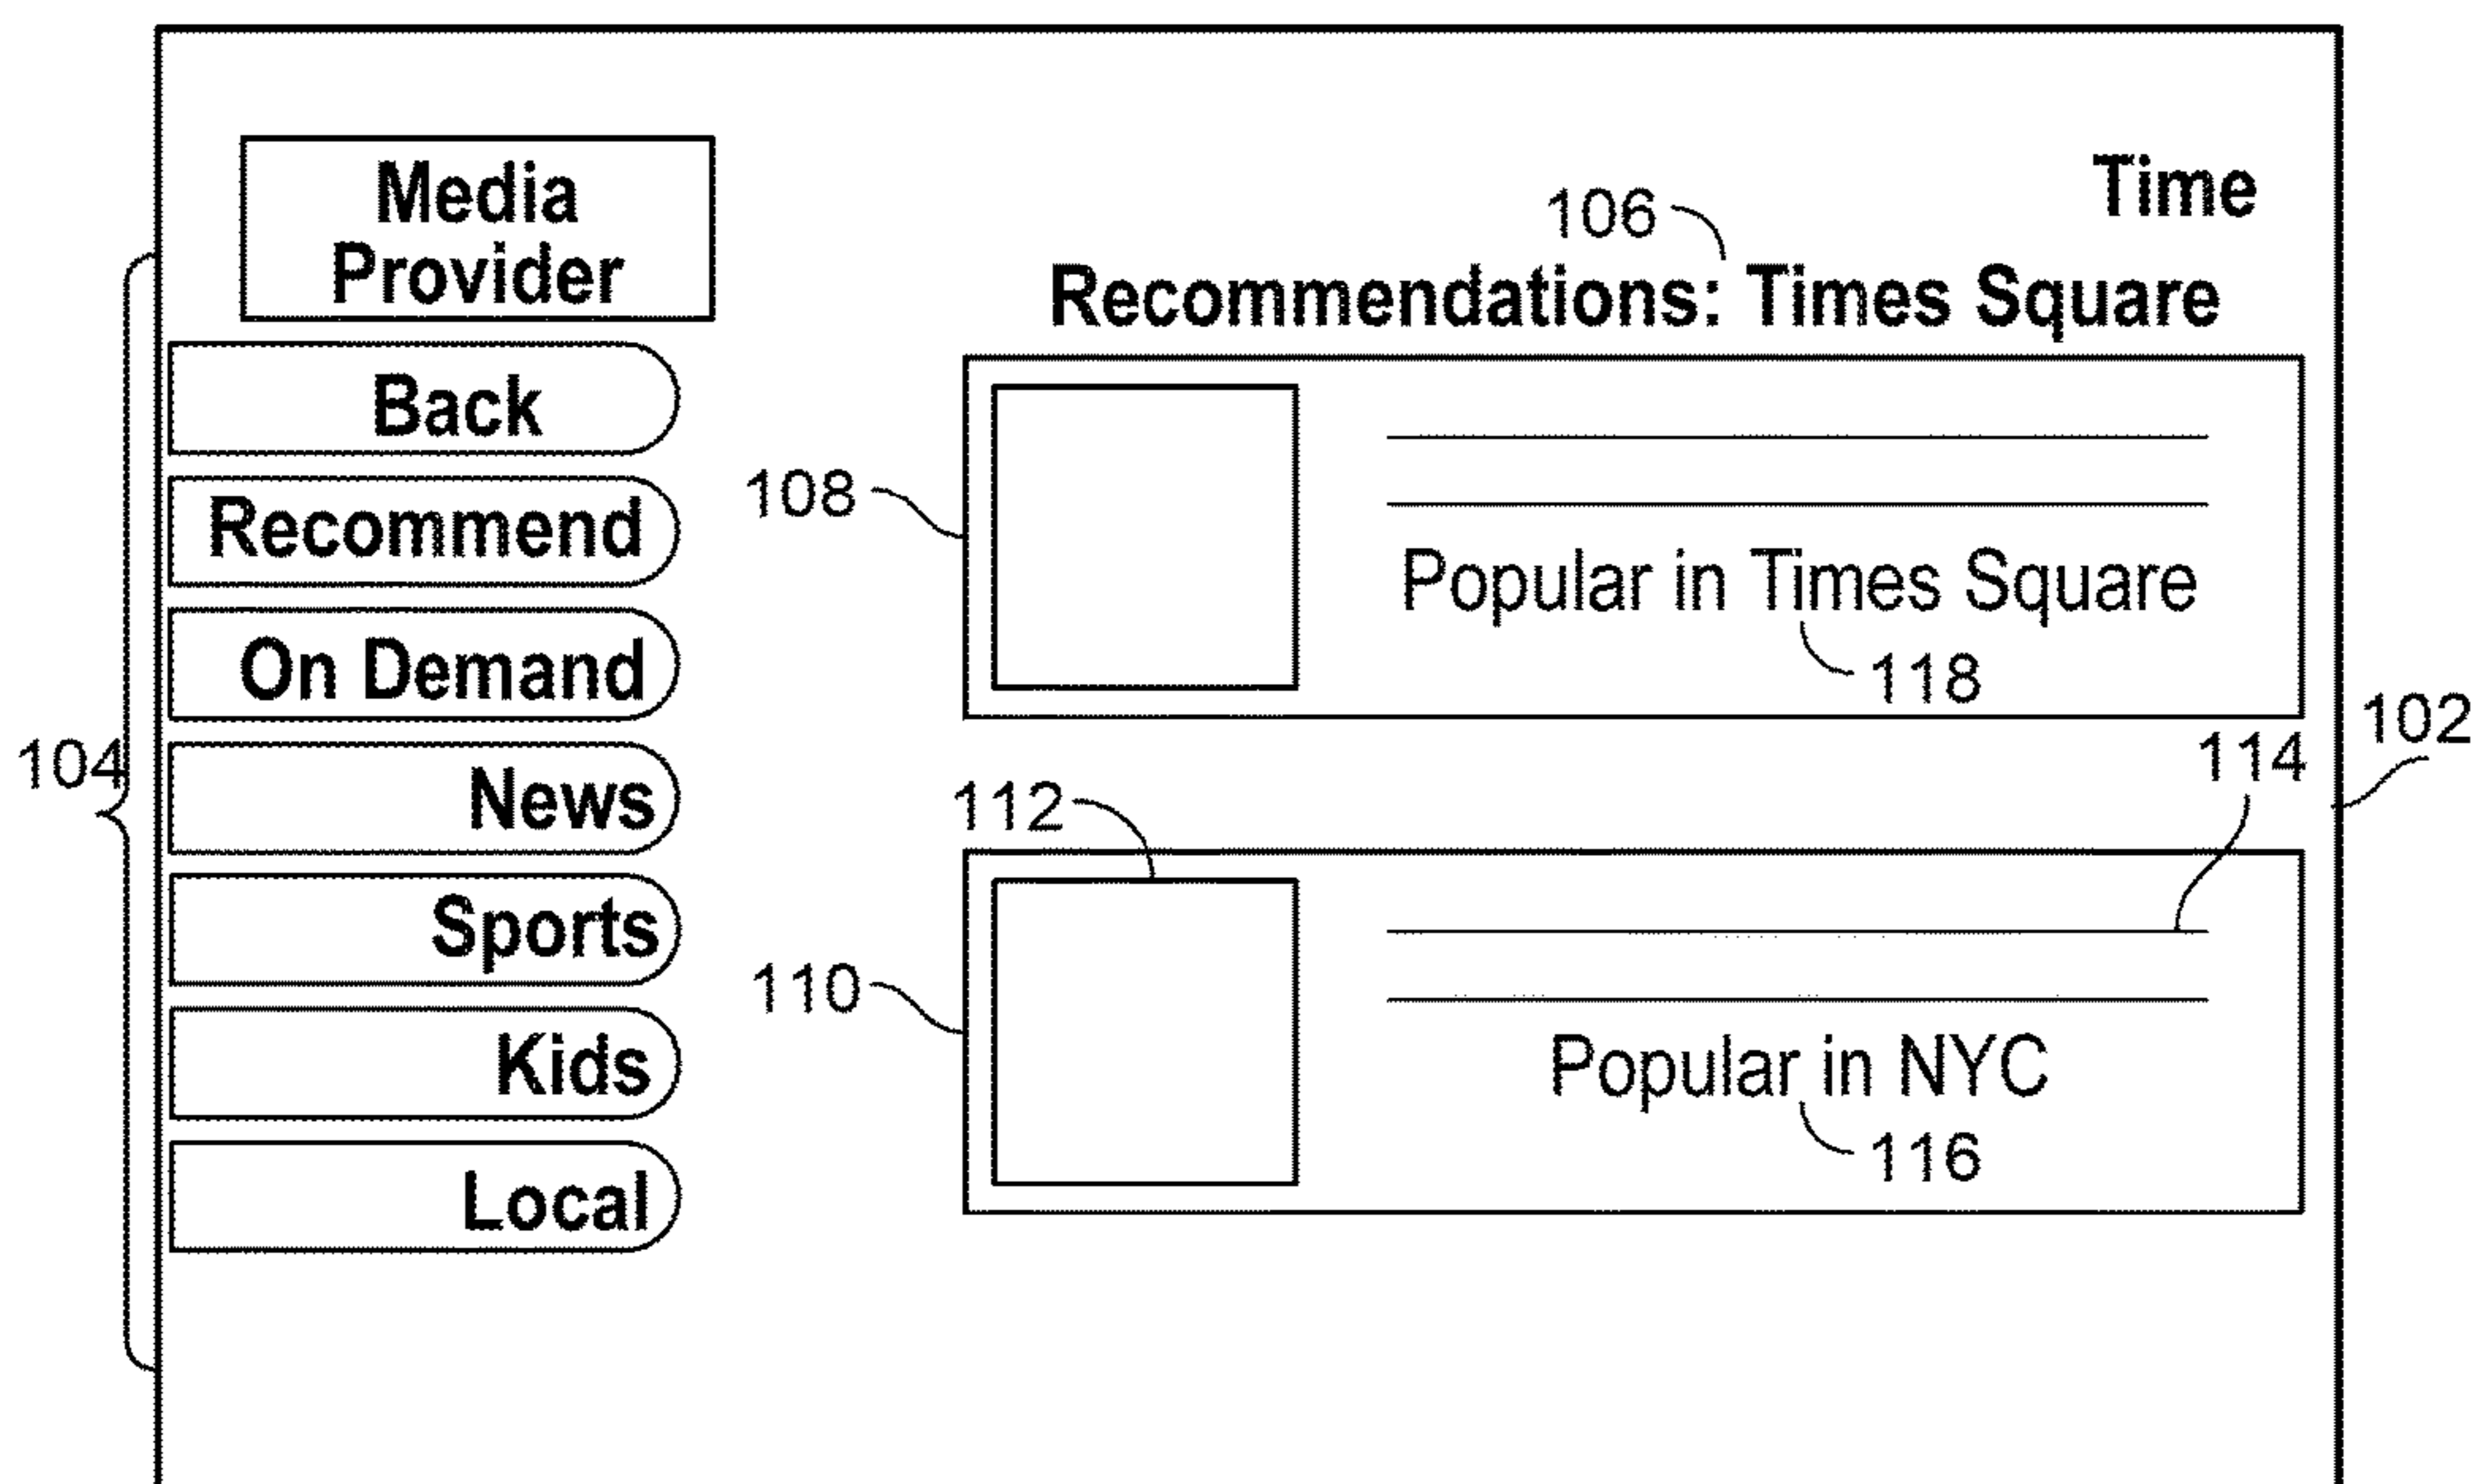 Media
Provider
Time
106
Recommendations: Times Square
Back
Recommend
On Demand
News
Sports
Kids
Local
104
108
Popular in Times Square
118
102
114
112
110
Popular in NYC
116